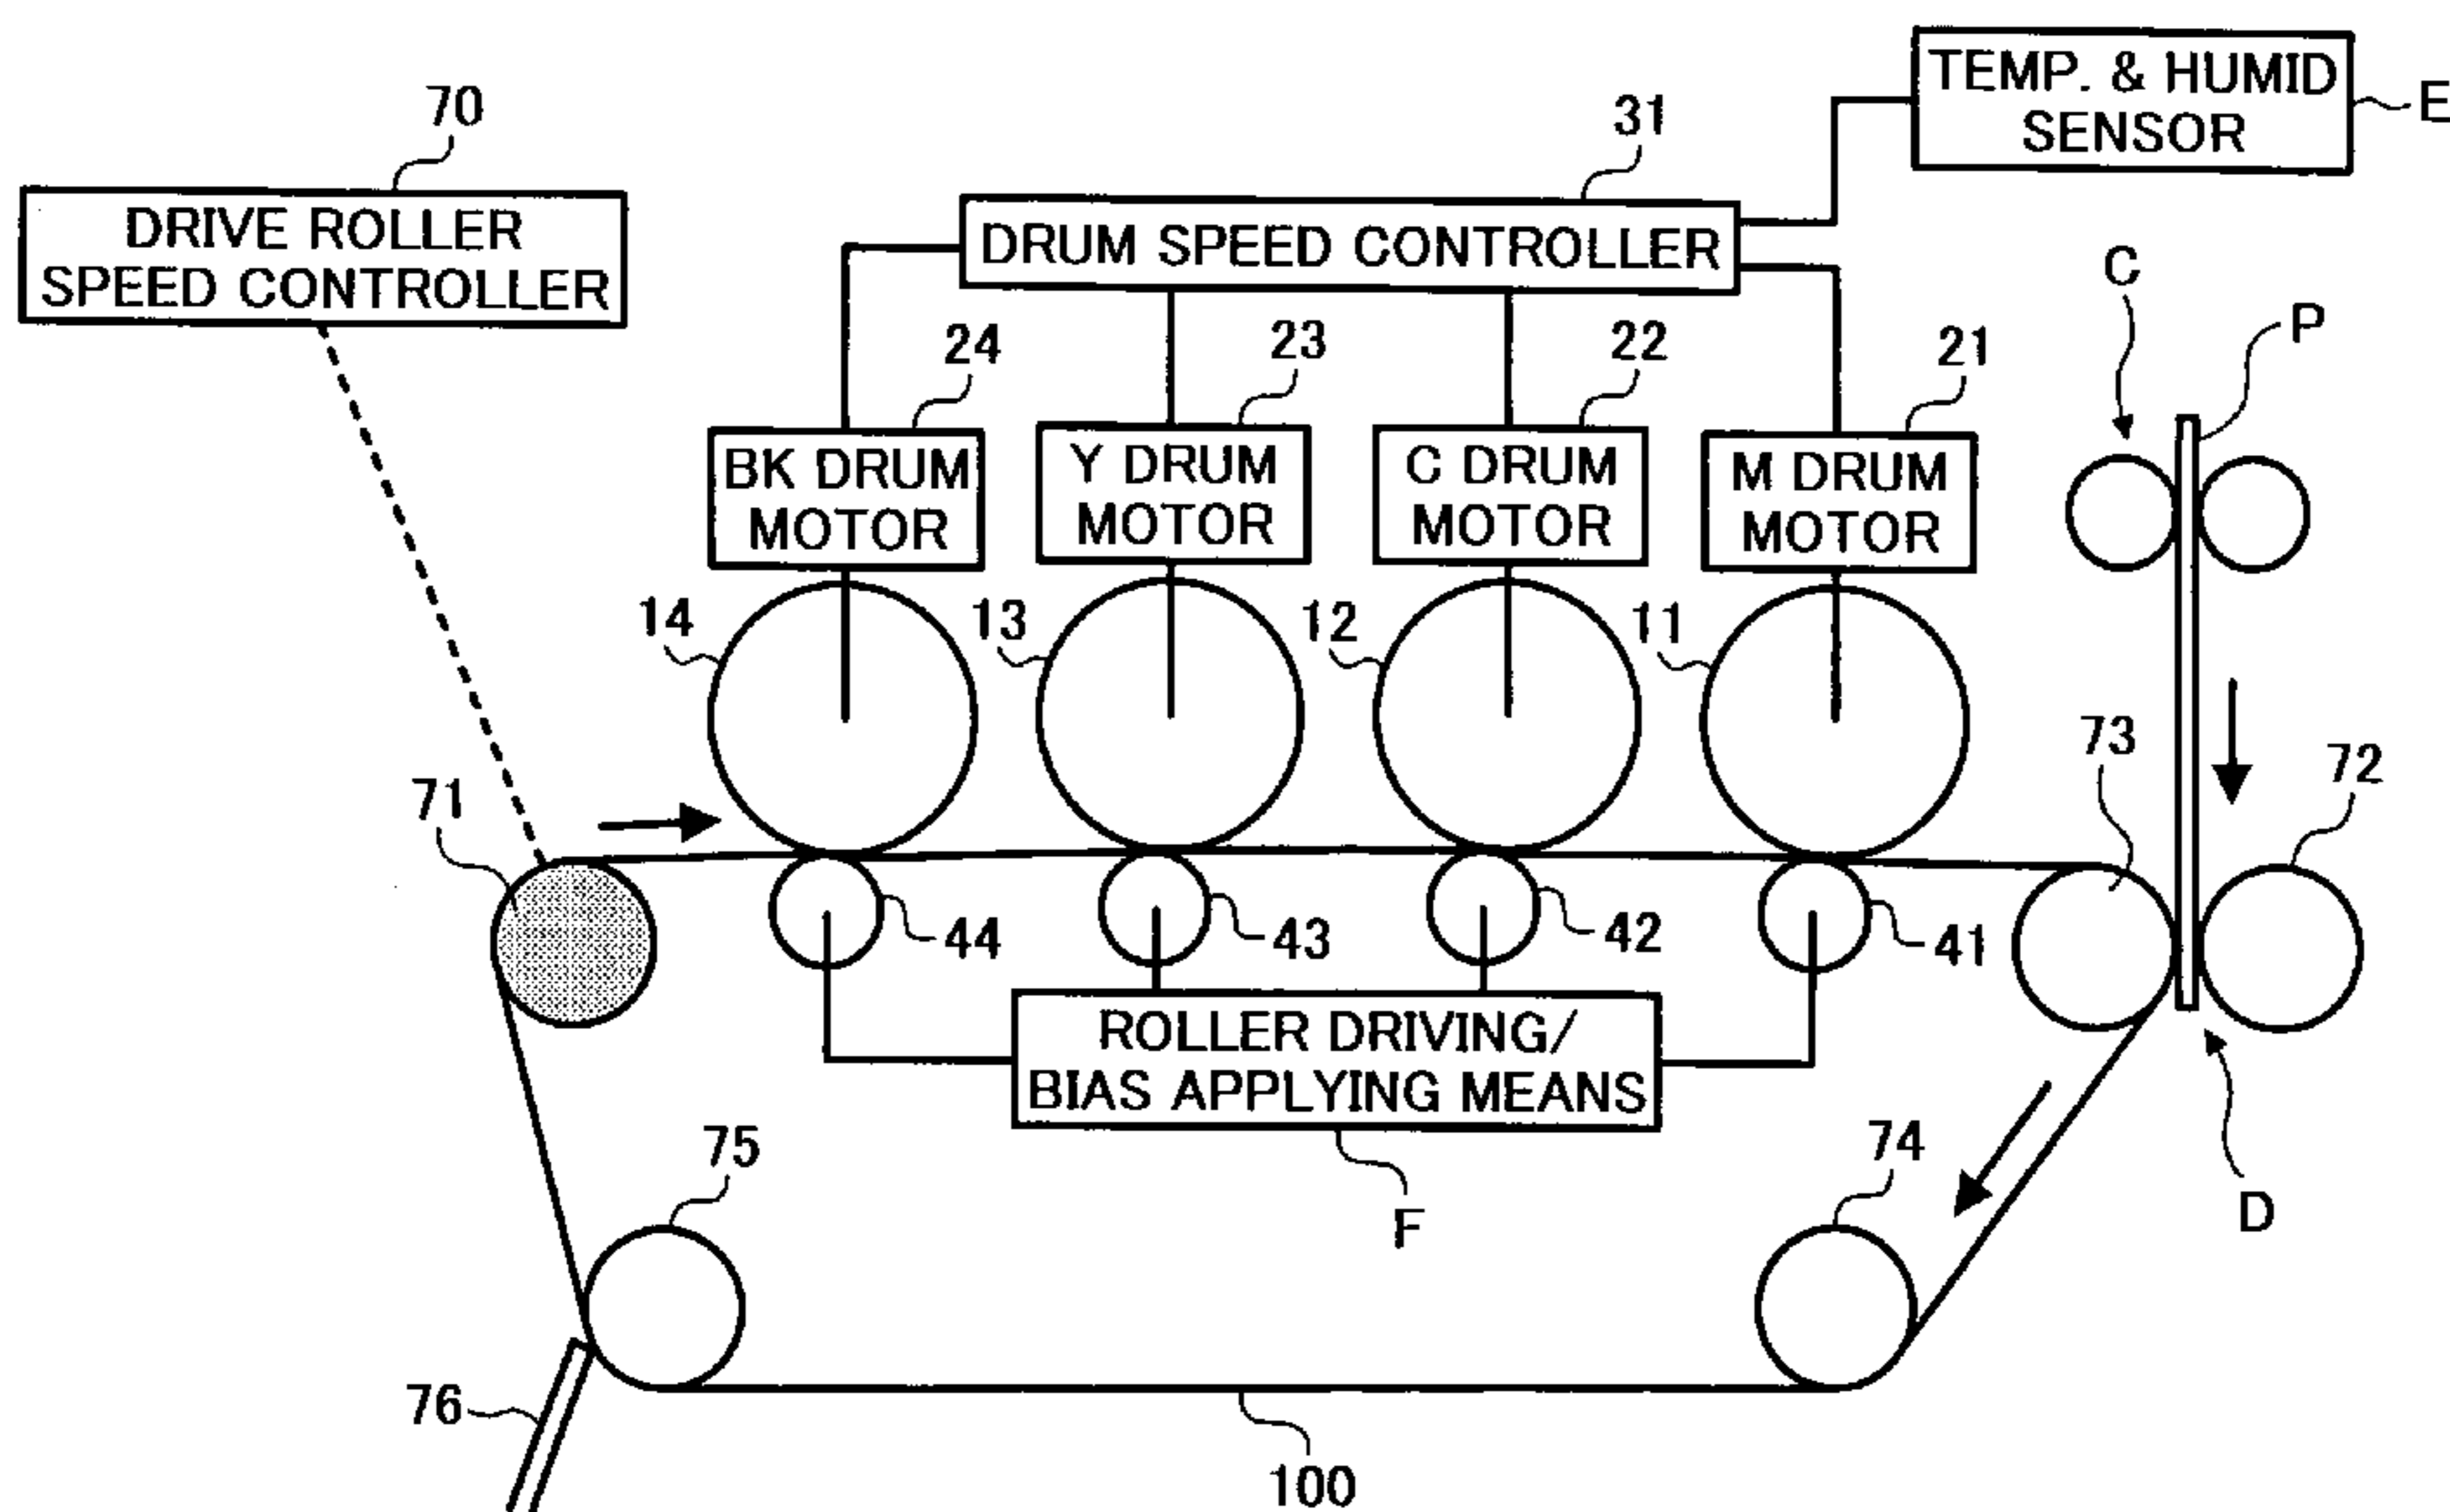 TEMP. & HUMID
SENSOR
E
70
31
DRIVE ROLLER
SPEED CONTROLLER
DRUM SPEED CONTROLLER
C
P
24
23
22
21
BK DRUM
MOTOR
Y DRUM
MOTOR
C DRUM
MOTOR
M DRUM
MOTOR
14
13
12
11
73
72
71
44
43
42
41
ROLLER DRIVING/
BIAS APPLYING MEANS
75
74
F
D
76
100